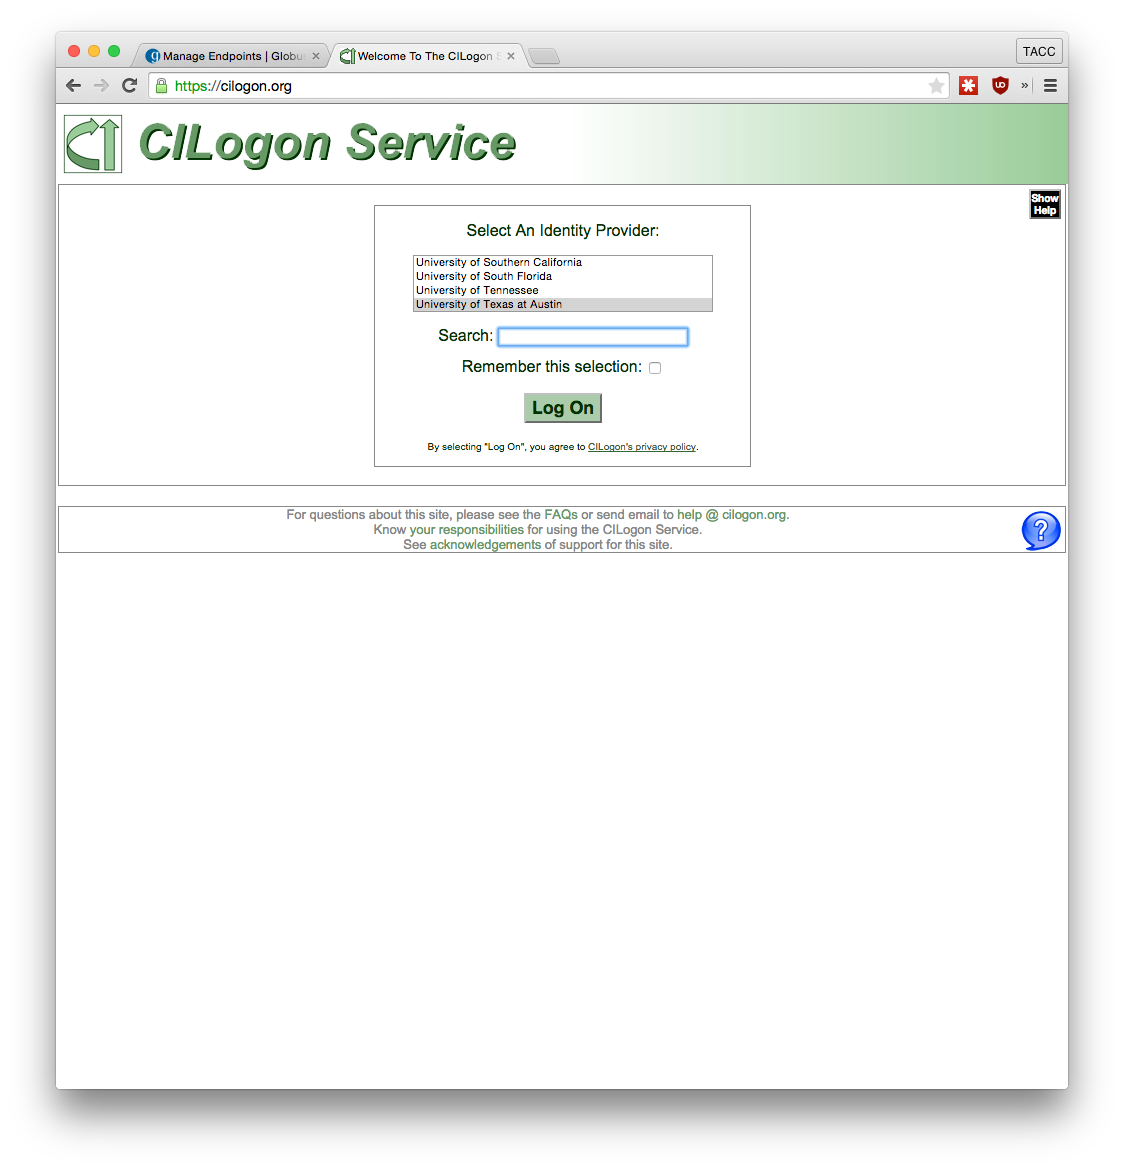 Manage Endpoints | Globus
Welcome To The CILogon S
TACC
https://cilogon.org
CILogon Service
Show
Help
Select An Identity Provider:
University of Southern California
University of South Florida
University of Tennessee
University of Texas at Austin
Search:
Remember this selection:
Log On
By selecting "Log On", you agree to CILogon's privacy policy.
For questions about this site, please see the FAQs or send email to help @ cilogon.org.
Know your responsibilities for using the CILogon Service.
See acknowledgements of support for this site.